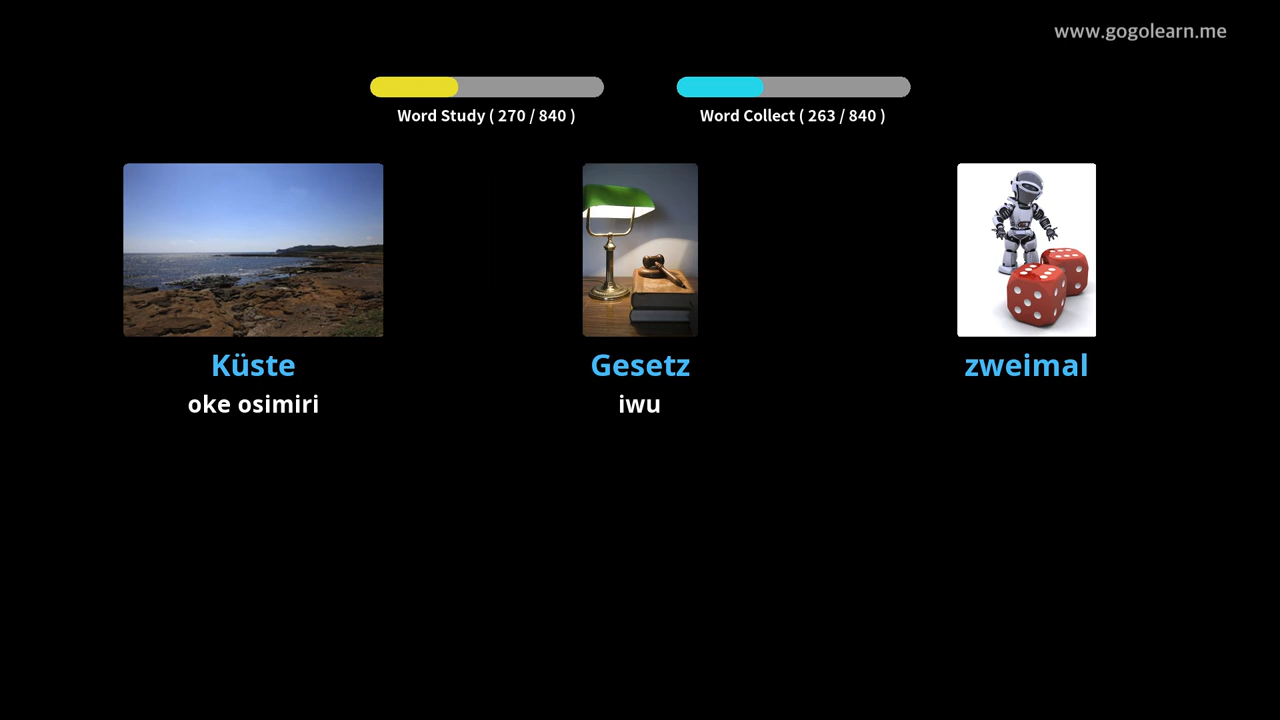 www.gogolearn.me
Word Study ( 270 / 840 )
Word Collect ( 263 / 840 )
Küste
Gesetz
zweimal
oke osimiri
iwu